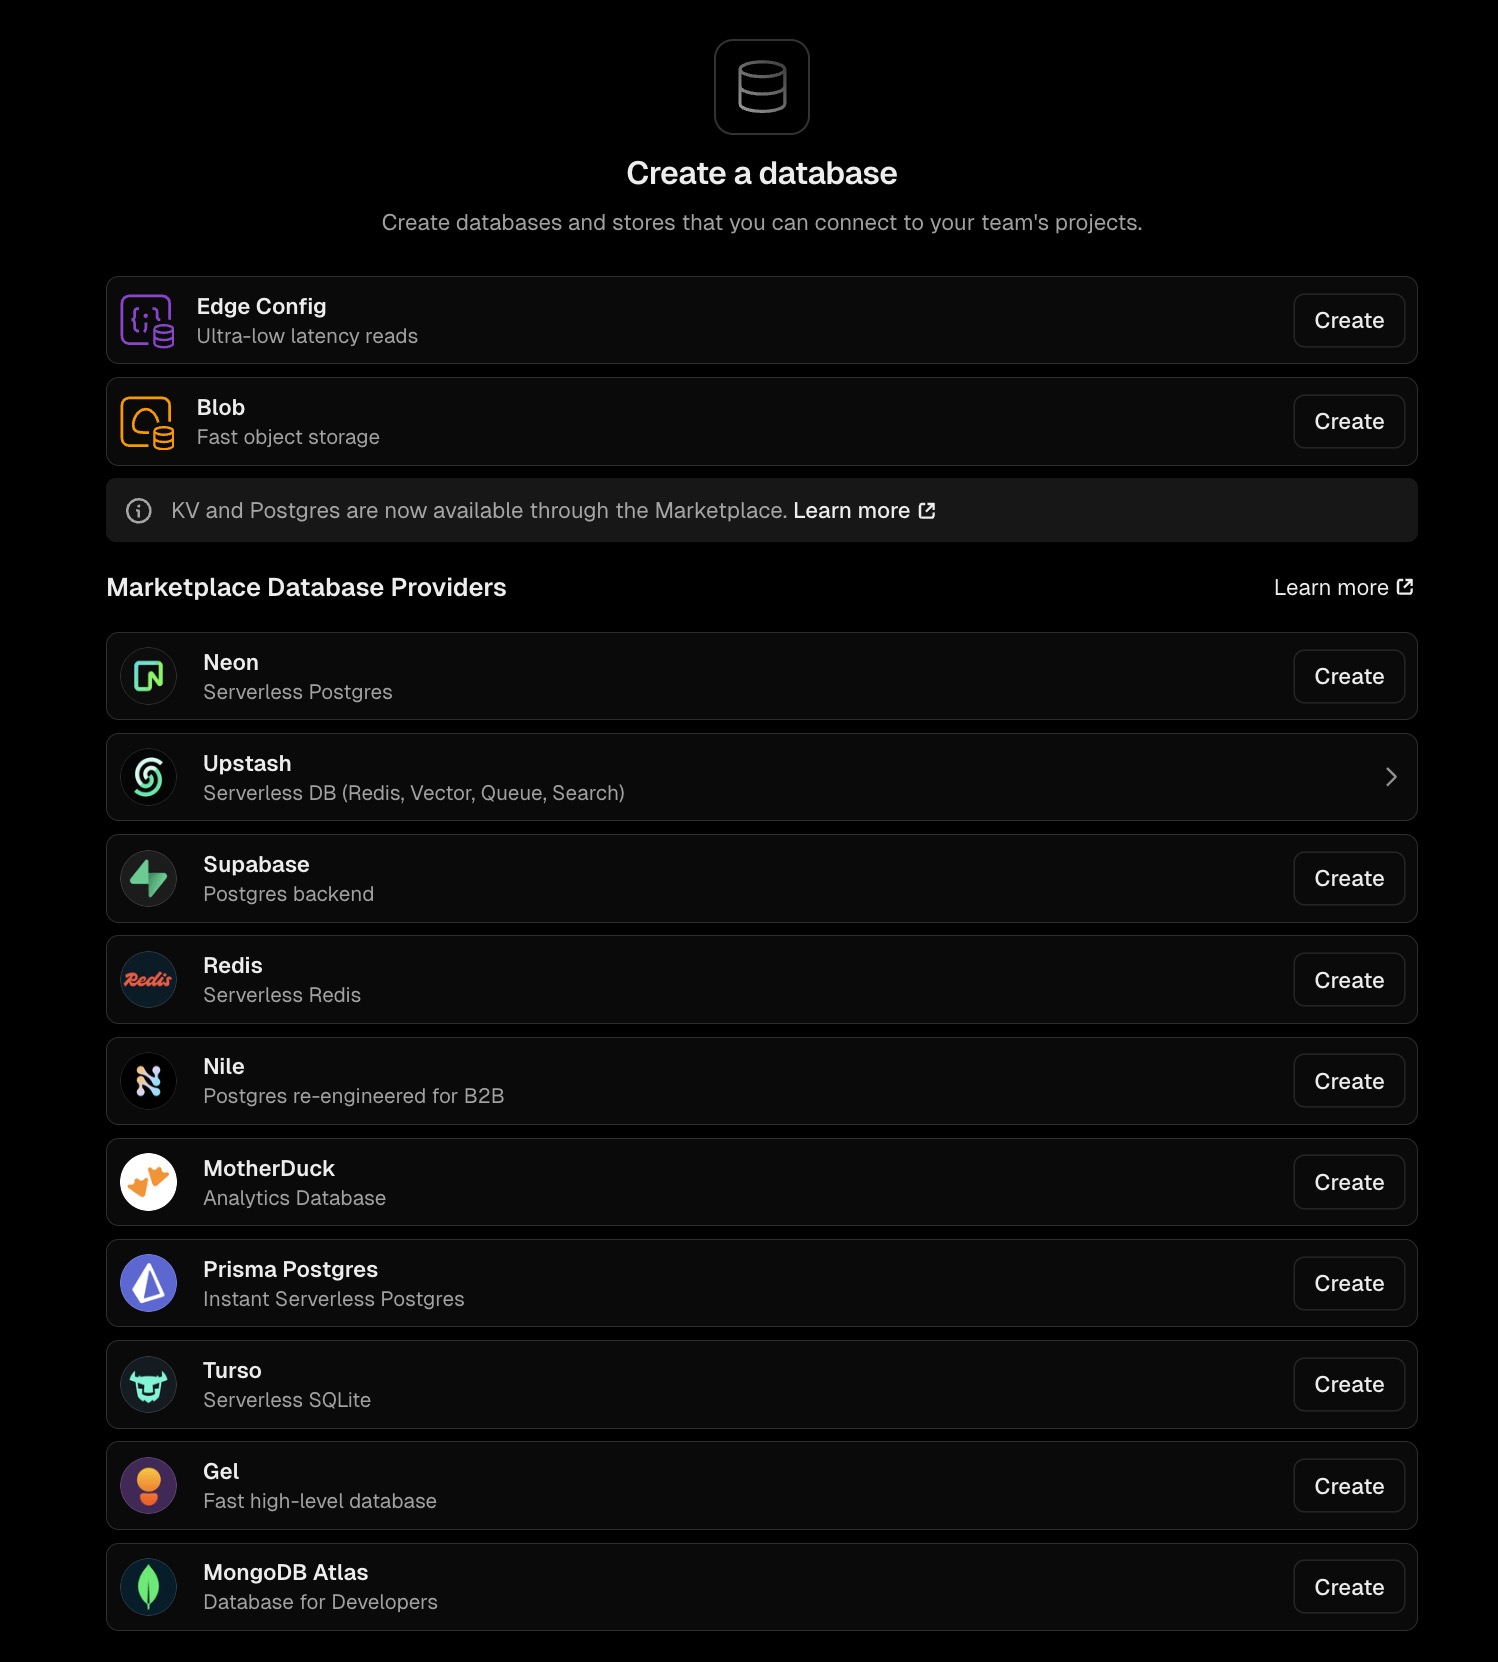 Create a database
Create databases and stores that you can connect to your team's projects.
Edge Config
Ultra-low latency reads
Create
Blob
Fast object storage
Create
KV and Postgres are now available through the Marketplace. Learn more
Marketplace Database Providers
Learn more
Neon
Serverless Postgres
Create
Upstash
Serverless DB (Redis, Vector, Queue, Search)
Supabase
Postgres backend
Create
Redis
Redis
Serverless Redis
Create
Nile
Postgres re-engineered for B2B
Create
MotherDuck
Analytics Database
Create
Prisma Postgres
Instant Serverless Postgres
Create
Turso
Serverless SQLite
Create
Gel
Fast high-level database
Create
MongoDB Atlas
Database for Developers
Create